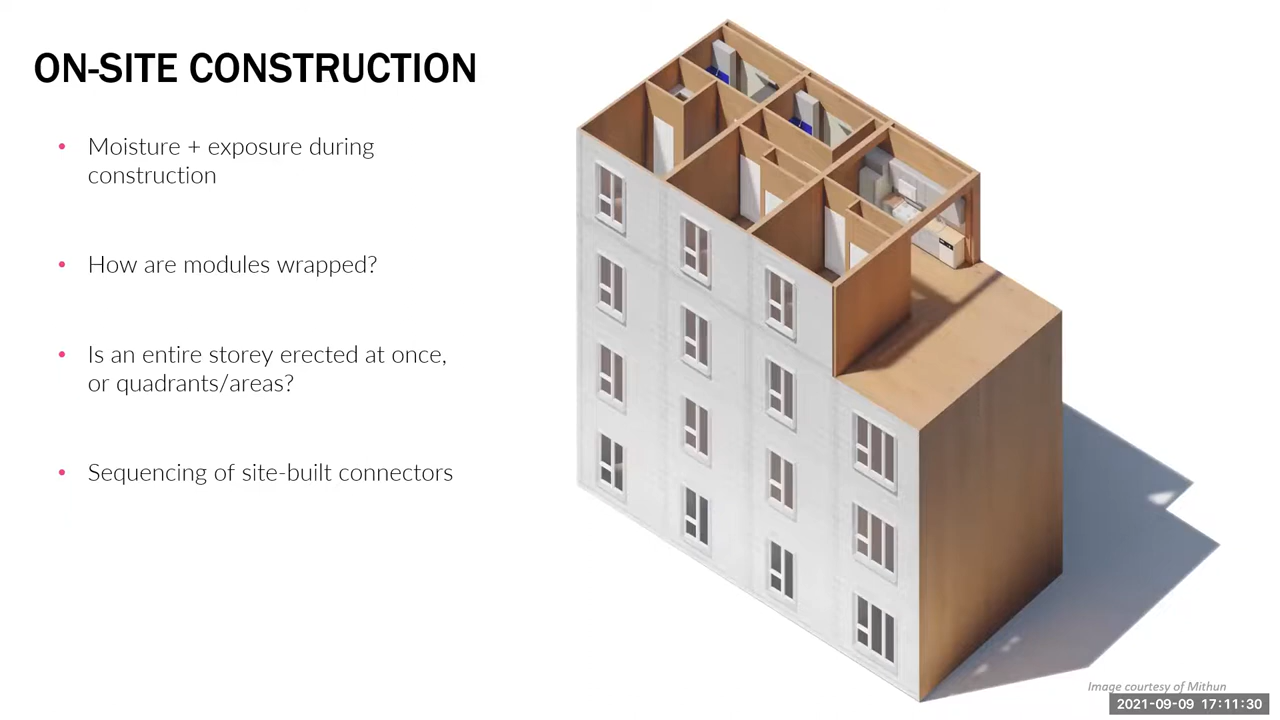 ON-SITE CONSTRUCTION
• Moisture + exposure during
construction
• How are modules wrapped?
• Is an entire storey erected at once,
or quadrants/areas?
• Sequencing of site-built connectors
Image courtesy of Mithun
2021-09-09 17:11:30